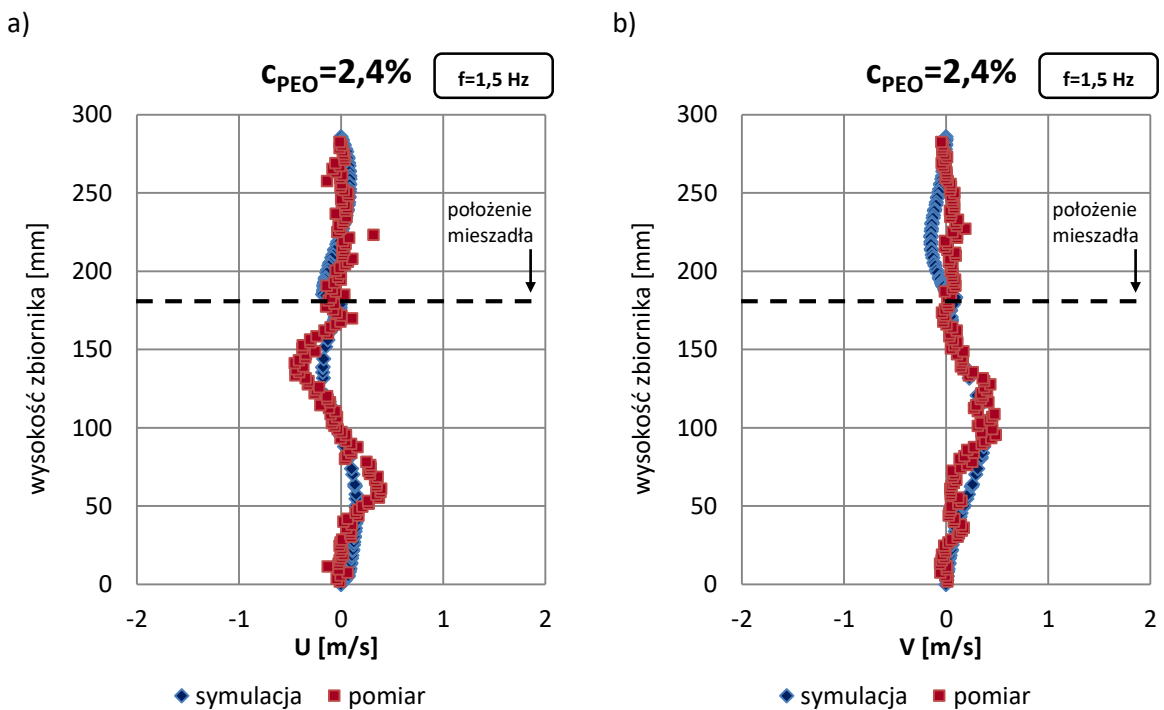 a)
c_PEO=2,4%
f=1,5 Hz
300
250
200
150
100
50
0
wysokość zbiornika [mm]
położenie
mieszadła
-2 -1 0 1 2
U [m/s]
symulacja pomiar
b)
c_PEO=2,4%
f=1,5 Hz
300
250
200
150
100
50
0
wysokość zbiornika [mm]
położenie
mieszadła
-2 -1 0 1 2
V [m/s]
symulacja pomiar